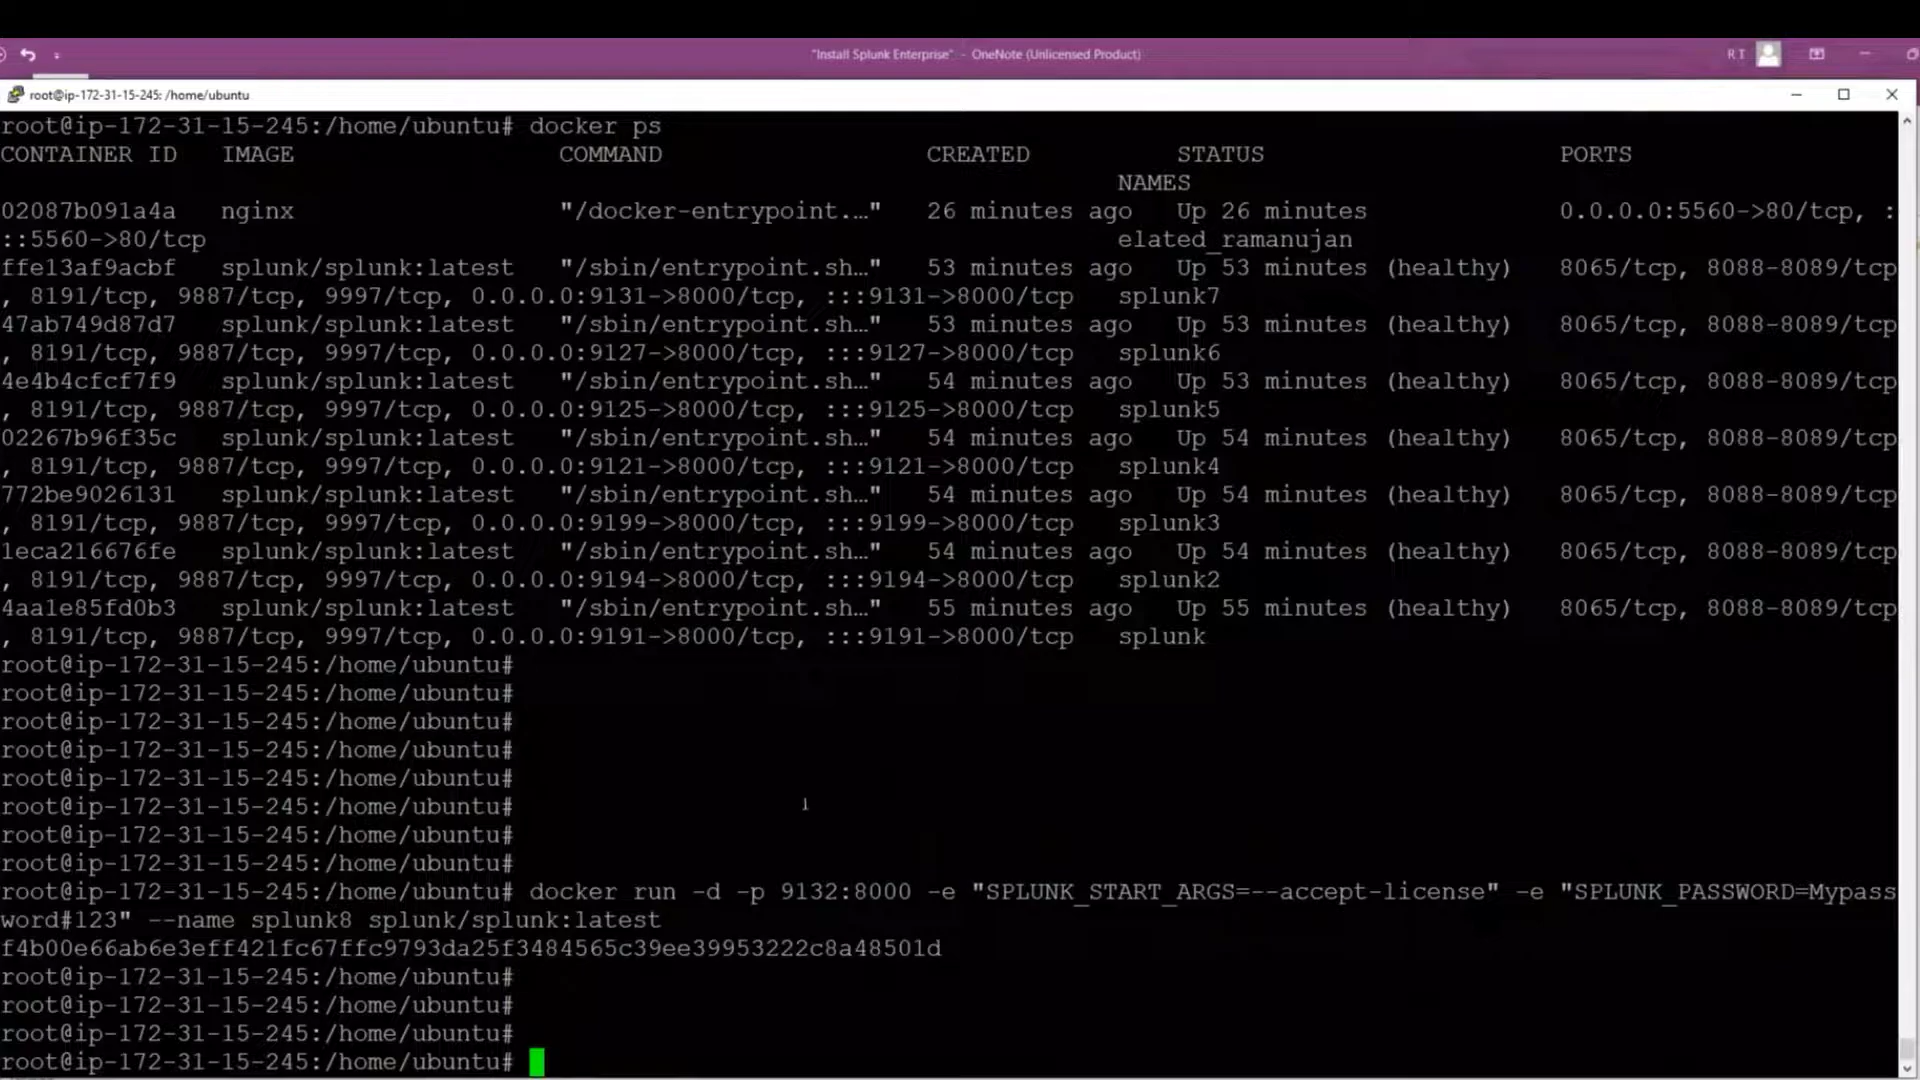 "Install Splunk Enterprise" - OneNote (Unlicensed Product)
R T
root@ip-172-31-15-245: /home/ubuntu
root@ip-172-31-15-245:/home/ubuntu# docker ps
CONTAINER ID IMAGE COMMAND CREATED STATUS PORTS
NAMES
02087b091a4a nginx "/docker-entrypoint.…" 26 minutes ago Up 26 minutes 0.0.0.0:5560->80/tcp, :
::5560->80/tcp elated_ramanujan
ffe13af9acbf splunk/splunk:latest "/sbin/entrypoint.sh…" 53 minutes ago Up 53 minutes (healthy) 8065/tcp, 8088-8089/tcp
, 8191/tcp, 9887/tcp, 9997/tcp, 0.0.0.0:9131->8000/tcp, :::9131->8000/tcp splunk7
47ab749d87d7 splunk/splunk:latest "/sbin/entrypoint.sh…" 53 minutes ago Up 53 minutes (healthy) 8065/tcp, 8088-8089/tcp
, 8191/tcp, 9887/tcp, 9997/tcp, 0.0.0.0:9127->8000/tcp, :::9127->8000/tcp splunk6
4e4b4cfcf7f9 splunk/splunk:latest "/sbin/entrypoint.sh…" 54 minutes ago Up 53 minutes (healthy) 8065/tcp, 8088-8089/tcp
, 8191/tcp, 9887/tcp, 9997/tcp, 0.0.0.0:9125->8000/tcp, :::9125->8000/tcp splunk5
02267b96f35c splunk/splunk:latest "/sbin/entrypoint.sh…" 54 minutes ago Up 54 minutes (healthy) 8065/tcp, 8088-8089/tcp
, 8191/tcp, 9887/tcp, 9997/tcp, 0.0.0.0:9121->8000/tcp, :::9121->8000/tcp splunk4
772be9026131 splunk/splunk:latest "/sbin/entrypoint.sh…" 54 minutes ago Up 54 minutes (healthy) 8065/tcp, 8088-8089/tcp
, 8191/tcp, 9887/tcp, 9997/tcp, 0.0.0.0:9199->8000/tcp, :::9199->8000/tcp splunk3
1eca216676fe splunk/splunk:latest "/sbin/entrypoint.sh…" 54 minutes ago Up 54 minutes (healthy) 8065/tcp, 8088-8089/tcp
, 8191/tcp, 9887/tcp, 9997/tcp, 0.0.0.0:9194->8000/tcp, :::9194->8000/tcp splunk2
4aa1e85fd0b3 splunk/splunk:latest "/sbin/entrypoint.sh…" 55 minutes ago Up 55 minutes (healthy) 8065/tcp, 8088-8089/tcp
, 8191/tcp, 9887/tcp, 9997/tcp, 0.0.0.0:9191->8000/tcp, :::9191->8000/tcp splunk
root@ip-172-31-15-245:/home/ubuntu#
root@ip-172-31-15-245:/home/ubuntu#
root@ip-172-31-15-245:/home/ubuntu#
root@ip-172-31-15-245:/home/ubuntu#
root@ip-172-31-15-245:/home/ubuntu#
root@ip-172-31-15-245:/home/ubuntu#
root@ip-172-31-15-245:/home/ubuntu#
root@ip-172-31-15-245:/home/ubuntu#
root@ip-172-31-15-245:/home/ubuntu# docker run -d -p 9132:8000 -e "SPLUNK_START_ARGS=--accept-license" -e "SPLUNK_PASSWORD=Mypass
word#123" --name splunk8 splunk/splunk:latest
f4b00e66ab6e3eff421fc67ffc9793da25f3484565c39ee39953222c8a48501d
root@ip-172-31-15-245:/home/ubuntu#
root@ip-172-31-15-245:/home/ubuntu#
root@ip-172-31-15-245:/home/ubuntu#
root@ip-172-31-15-245:/home/ubuntu#